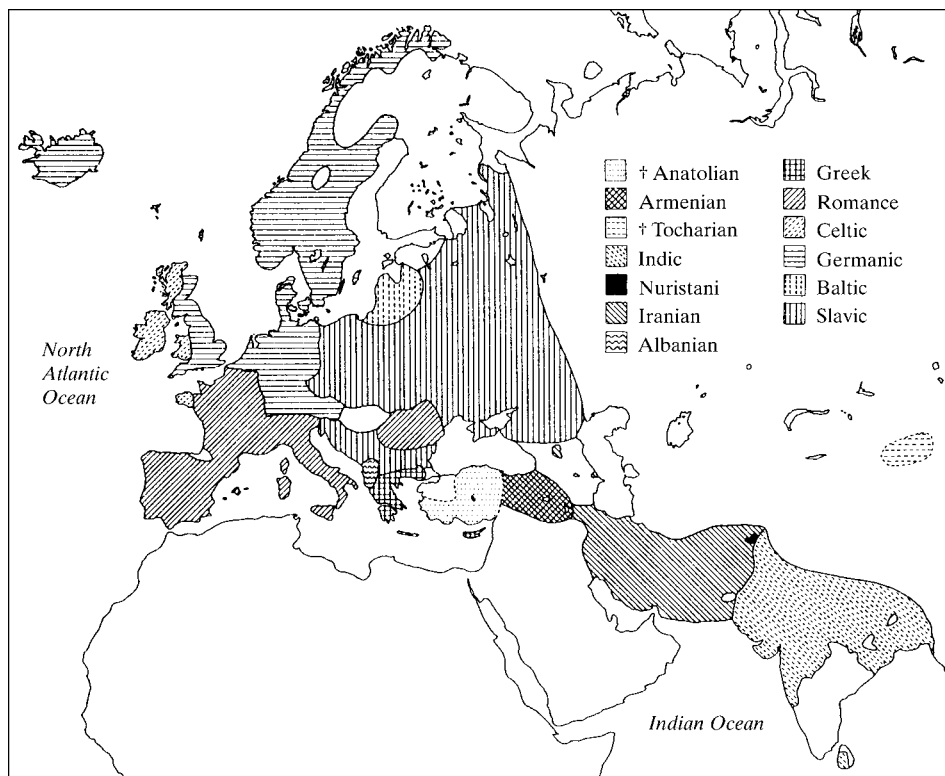 † Anatolian
Armenian
† Tocharian
Indic
Nuristani
Iranian
Albanian
Greek
Romance
Celtic
Germanic
Baltic
Slavic
North
Atlantic
Ocean
Indian Ocean